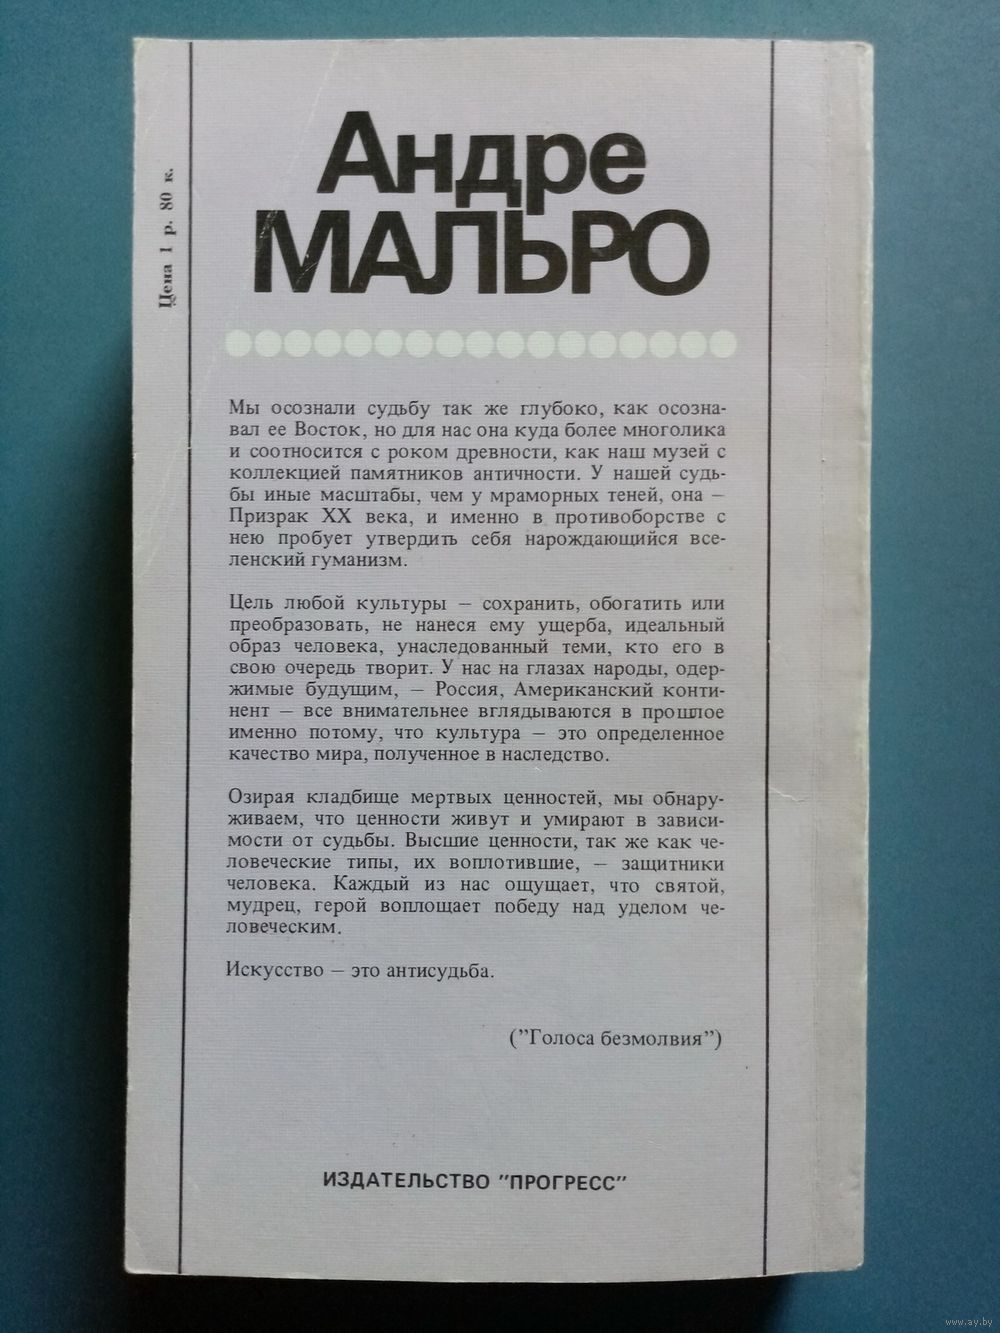 Андре
МАЛЬРО
Цена 1 р. 80 к.
Мы осознали судьбу так же глубоко, как осозна-
вал ее Восток, но для нас она куда более многолика
и соотносится с роком древности, как наш музей с
коллекцией памятников античности. У нашей судь-
бы иные масштабы, чем у мраморных теней, она —
Призрак XX века, и именно в противоборстве с
нею пробует утвердить себя нарождающийся все-
ленский гуманизм.
Цель любой культуры — сохранить, обогатить или
преобразовать, не нанеся ему ущерба, идеальный
образ человека, унаследованный теми, кто его в
свою очередь творит. У нас на глазах народы, одер-
жимые будущим, — Россия, Американский конти-
нент — все внимательнее вглядываются в прошлое
именно потому, что культура — это определенное
качество мира, полученное в наследство.
Озирая кладбище мертвых ценностей, мы обнару-
живаем, что ценности живут и умирают в зависи-
мости от судьбы. Высшие ценности, так же как че-
ловеческие типы, их воплотившие, — защитники
человека. Каждый из нас ощущает, что святой,
мудрец, герой воплощает победу над уделом че-
ловеческим.
Искусство — это антисудьба.
("Голоса безмолвия")
ИЗДАТЕЛЬСТВО "ПРОГРЕСС"
www.ay.by